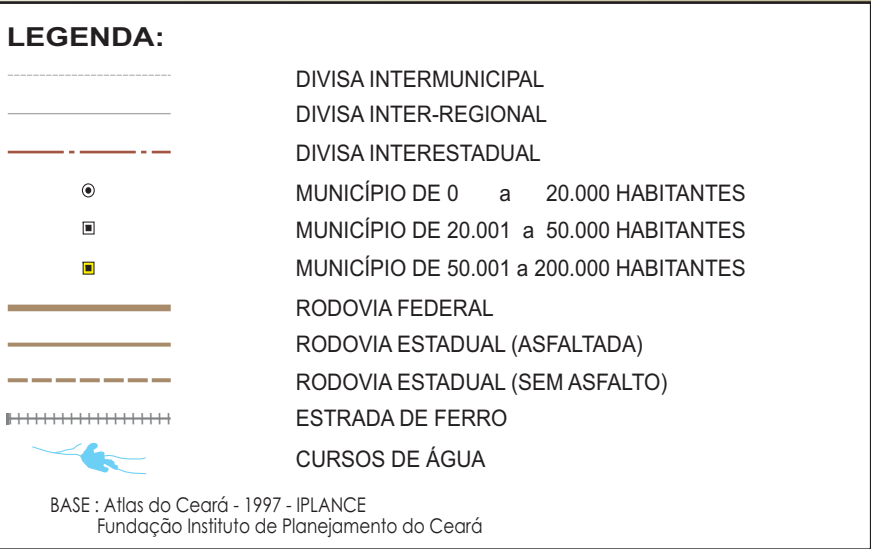 LEGENDA:
DIVISA INTERMUNICIPAL
DIVISA INTER-REGIONAL
DIVISA INTERESTADUAL
MUNICÍPIO DE 0 a 20.000 HABITANTES
MUNICÍPIO DE 20.001 a 50.000 HABITANTES
MUNICÍPIO DE 50.001 a 200.000 HABITANTES
RODOVIA FEDERAL
RODOVIA ESTADUAL (ASFALTADA)
RODOVIA ESTADUAL (SEM ASFALTO)
ESTRADA DE FERRO
CURSOS DE ÁGUA
BASE : Atlas do Ceará - 1997 - IPLANCE
Fundação Instituto de Planejamento do Ceará